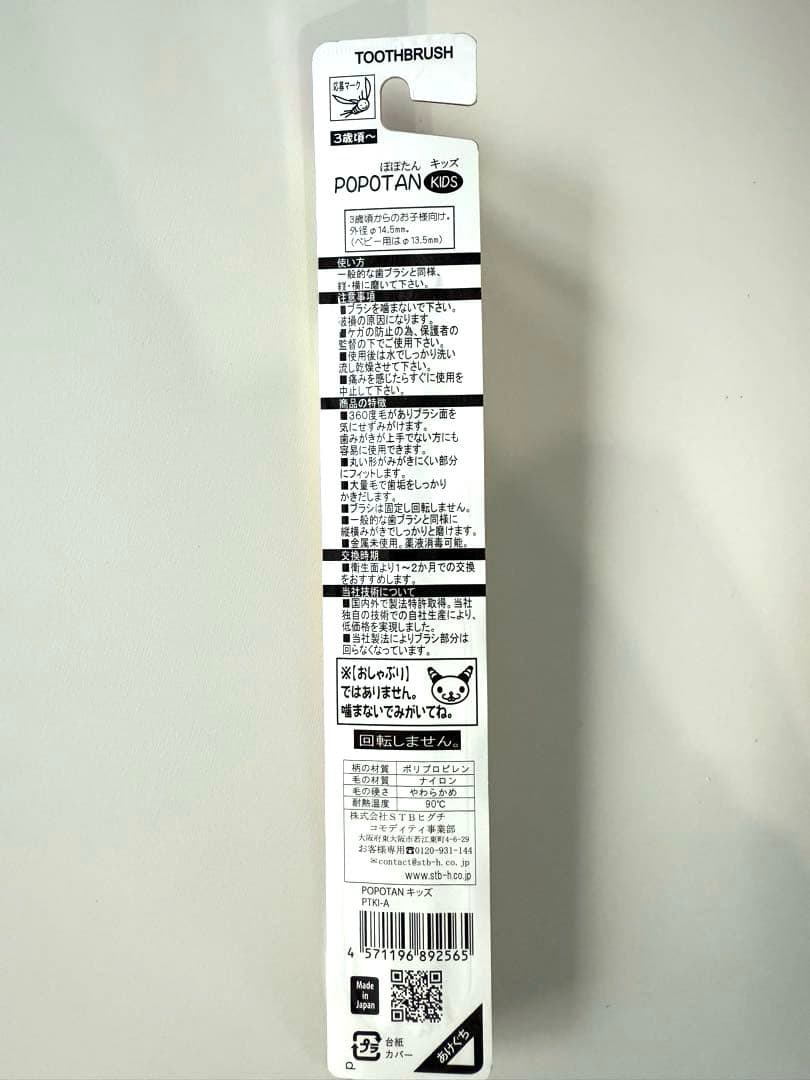 TOOTHBRUSH
応募マーク
3歳頃～
ぽぽたん キッズ
POPOTAN KIDS
3歳頃からのお子様向け。
外径φ14.5mm。
(ベビー用はφ13.5mm)
使い方
一般的な歯ブラシと同様、
縦・横に磨いて下さい。
注意事項
■ブラシを噛まないで下さい。
破損の原因になります。
■ケガの防止の為、保護者の
監督の下でご使用下さい。
■使用後は水でしっかり洗い
流し乾燥させて下さい。
■痛みを感じたらすぐに使用を
中止して下さい。
商品の特徴
■360度毛がありブラシ面を
気にせずみがけます。
歯みがきが上手でない方にも
容易に使用できます。
■丸い形がみがきにくい部分
にフィットします。
■大量毛で歯垢をしっかり
かきだします。
■ブラシは固定し回転しません。
■一般的な歯ブラシと同様に
縦横みがきでしっかりと磨けます。
■金属未使用。薬液消毒可能。
交換時期
■衛生面より1～2か月での交換
をおすすめします。
当社技術について
■国内外で製法特許取得。当社
独自の技術での自社生産により、
低価格を実現しました。
■当社製法によりブラシ部分は
回らなくなっています。
※[おしゃぶり]
ではありません。
噛まないでみがいてね。
回転しません。
柄の材質 ポリプロピレン
毛の材質 ナイロン
毛の硬さ やわらかめ
耐熱温度 90℃
株式会社STBヒグチ
コモディティ事業部
大阪府東大阪市若江東町4-6-29
お客様専用☎0120-931-144
✉contact@stb-h.co.jp
www.stb-h.co.jp
POPOTAN キッズ
PTKI-A
4 571196 892565
Made
in
Japan
プラ
台紙
カバー
あけぐち
P